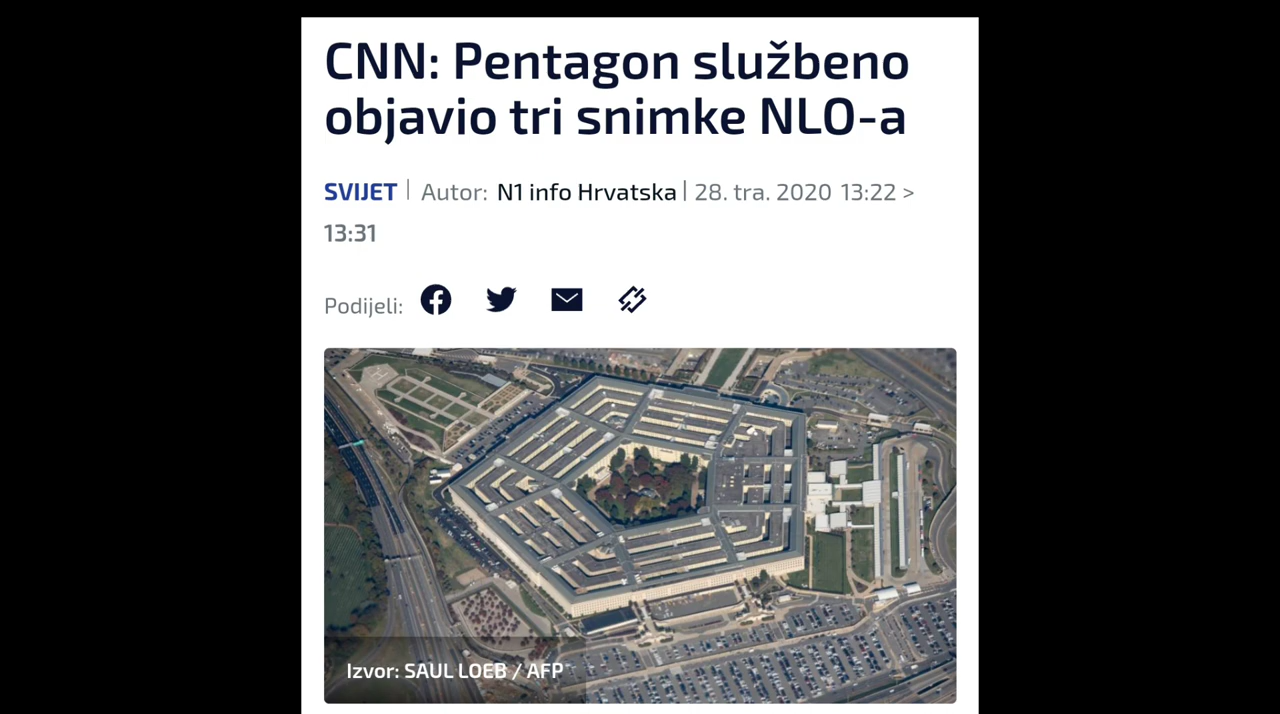 CNN: Pentagon službeno
objavio tri snimke NLO-a
SVIJET | Autor: N1 info Hrvatska | 28. tra. 2020 13:22 >
13:31
Podijeli:
Izvor: SAUL LOEB / AFP